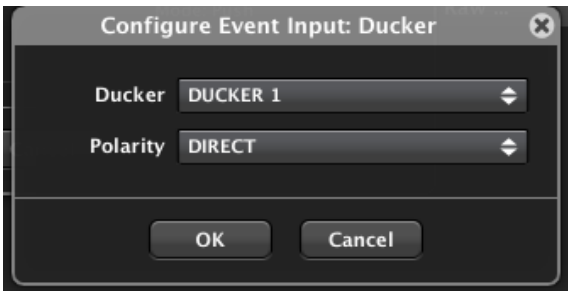 Configure Event Input: Ducker
Ducker DUCKER 1
Polarity DIRECT
OK Cancel